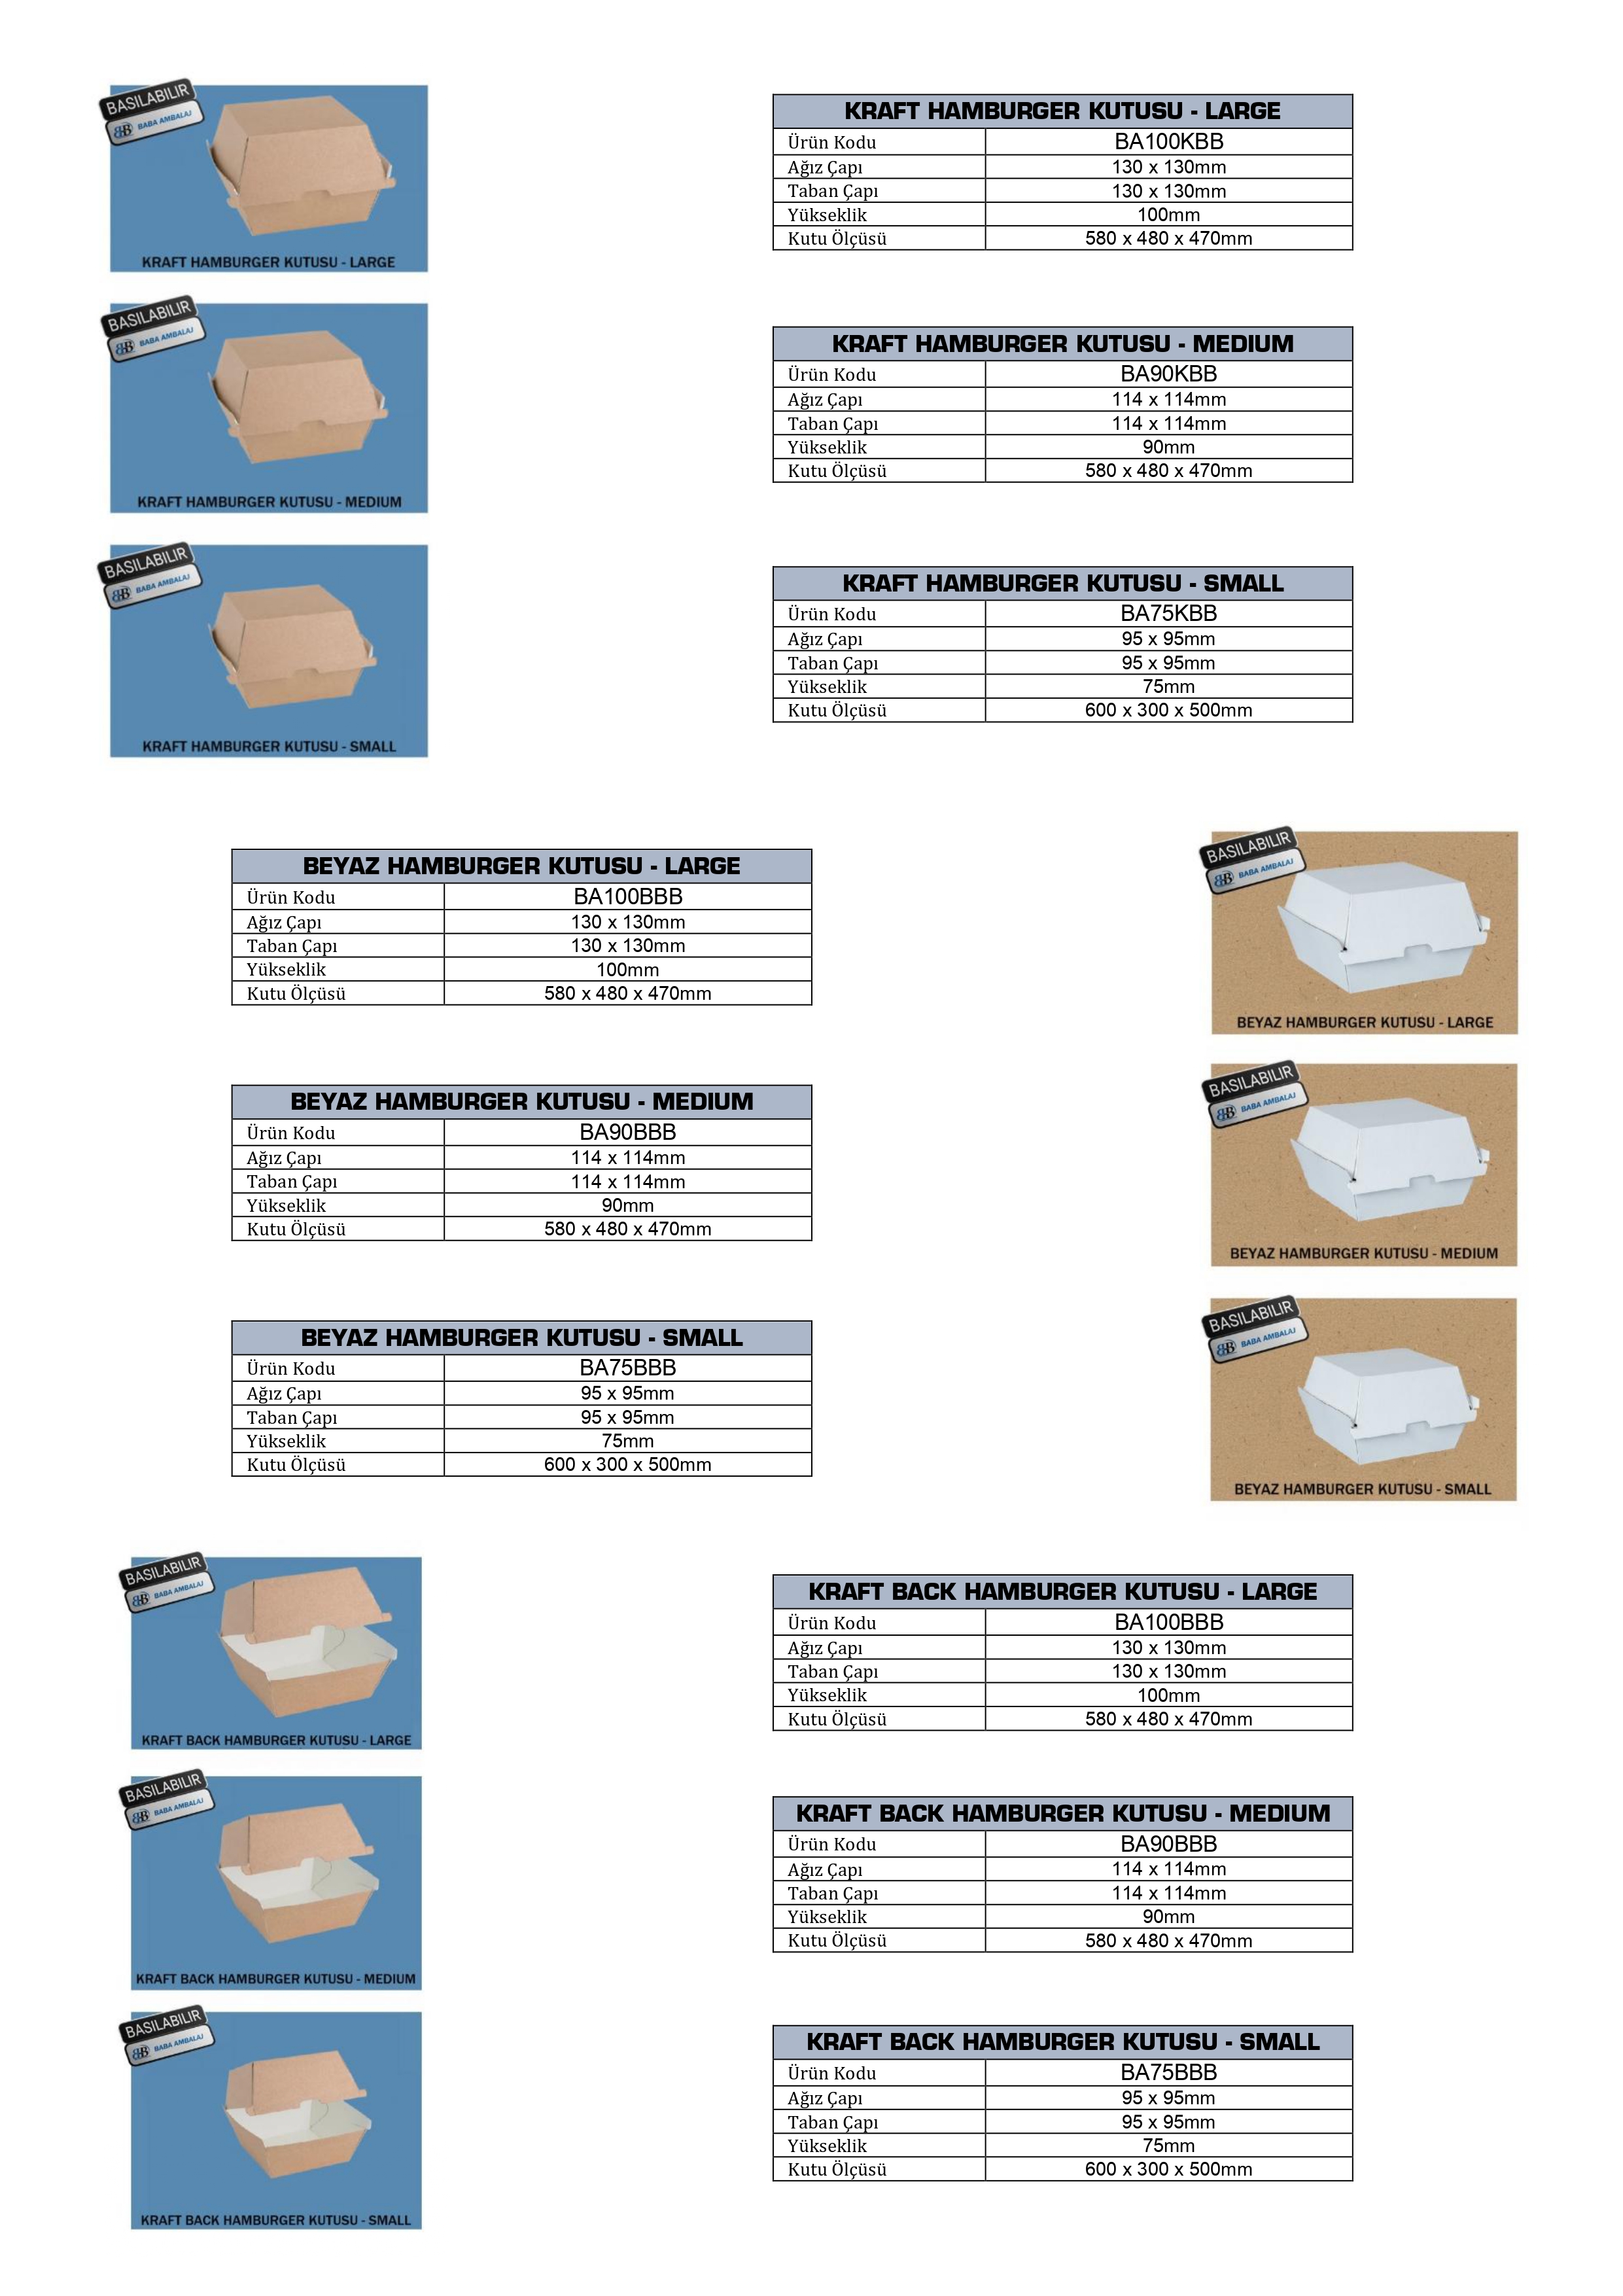 BASILABILIR
BABA AMBALAJ
KRAFT HAMBURGER KUTUSU - LARGE
KRAFT HAMBURGER KUTUSU - LARGE
Ürün Kodu BA100KBB
Ağız Çapı 130 x 130mm
Taban Çapı 130 x 130mm
Yükseklik 100mm
Kutu Ölçüsü 580 x 480 x 470mm
BASILABILIR
BABA AMBALAJ
KRAFT HAMBURGER KUTUSU - MEDIUM
KRAFT HAMBURGER KUTUSU - MEDIUM
Ürün Kodu BA90KBB
Ağız Çapı 114 x 114mm
Taban Çapı 114 x 114mm
Yükseklik 90mm
Kutu Ölçüsü 580 x 480 x 470mm
BASILABILIR
BABA AMBALAJ
KRAFT HAMBURGER KUTUSU - SMALL
KRAFT HAMBURGER KUTUSU - SMALL
Ürün Kodu BA75KBB
Ağız Çapı 95 x 95mm
Taban Çapı 95 x 95mm
Yükseklik 75mm
Kutu Ölçüsü 600 x 300 x 500mm
BEYAZ HAMBURGER KUTUSU - LARGE
Ürün Kodu BA100BBB
Ağız Çapı 130 x 130mm
Taban Çapı 130 x 130mm
Yükseklik 100mm
Kutu Ölçüsü 580 x 480 x 470mm
BASILABILIR
BABA AMBALAJ
BEYAZ HAMBURGER KUTUSU - LARGE
BEYAZ HAMBURGER KUTUSU - MEDIUM
Ürün Kodu BA90BBB
Ağız Çapı 114 x 114mm
Taban Çapı 114 x 114mm
Yükseklik 90mm
Kutu Ölçüsü 580 x 480 x 470mm
BASILABILIR
BABA AMBALAJ
BEYAZ HAMBURGER KUTUSU - MEDIUM
BEYAZ HAMBURGER KUTUSU - SMALL
Ürün Kodu BA75BBB
Ağız Çapı 95 x 95mm
Taban Çapı 95 x 95mm
Yükseklik 75mm
Kutu Ölçüsü 600 x 300 x 500mm
BASILABILIR
BABA AMBALAJ
BEYAZ HAMBURGER KUTUSU - SMALL
BASILABILIR
BABA AMBALAJ
KRAFT BACK HAMBURGER KUTUSU - LARGE
KRAFT BACK HAMBURGER KUTUSU - LARGE
Ürün Kodu BA100BBB
Ağız Çapı 130 x 130mm
Taban Çapı 130 x 130mm
Yükseklik 100mm
Kutu Ölçüsü 580 x 480 x 470mm
BASILABILIR
BABA AMBALAJ
KRAFT BACK HAMBURGER KUTUSU - MEDIUM
KRAFT BACK HAMBURGER KUTUSU - MEDIUM
Ürün Kodu BA90BBB
Ağız Çapı 114 x 114mm
Taban Çapı 114 x 114mm
Yükseklik 90mm
Kutu Ölçüsü 580 x 480 x 470mm
BASILABILIR
BABA AMBALAJ
KRAFT BACK HAMBURGER KUTUSU - SMALL
KRAFT BACK HAMBURGER KUTUSU - SMALL
Ürün Kodu BA75BBB
Ağız Çapı 95 x 95mm
Taban Çapı 95 x 95mm
Yükseklik 75mm
Kutu Ölçüsü 600 x 300 x 500mm